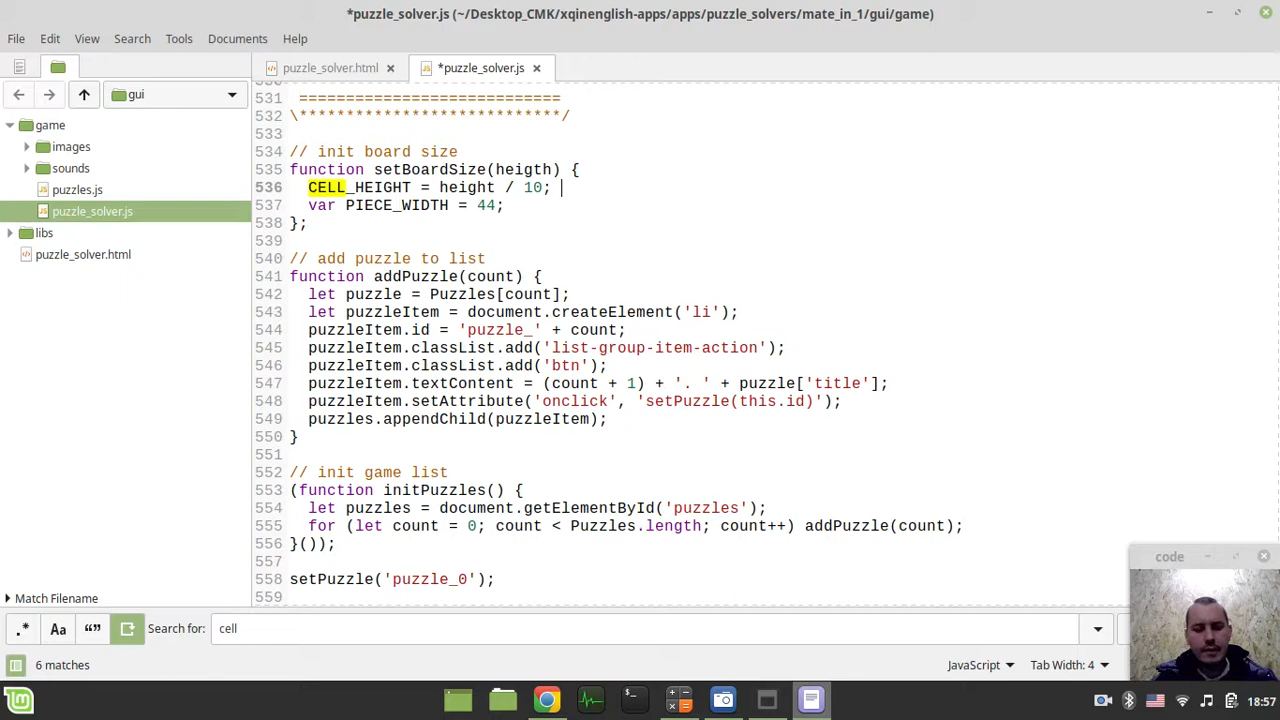 *puzzle_solver.js (~/Desktop_CMK/xqinenglish-apps/apps/puzzle_solvers/mate_in_1/gui/game)
File Edit View Search Tools Documents Help
puzzle_solver.html
*puzzle_solver.js
gui
game
images
sounds
puzzles.js
puzzle_solver.js
libs
puzzle_solver.html
Match Filename
531 ============================
532 \****************************/
533
534 // init board size
535 function setBoardSize(heigth) {
536 CELL_HEIGHT = height / 10;
537 var PIECE_WIDTH = 44;
538 };
539
540 // add puzzle to list
541 function addPuzzle(count) {
542 let puzzle = Puzzles[count];
543 let puzzleItem = document.createElement('li');
544 puzzleItem.id = 'puzzle_' + count;
545 puzzleItem.classList.add('list-group-item-action');
546 puzzleItem.classList.add('btn');
547 puzzleItem.textContent = (count + 1) + '. ' + puzzle['title'];
548 puzzleItem.setAttribute('onclick', 'setPuzzle(this.id)');
549 puzzles.appendChild(puzzleItem);
550 }
551
552 // init game list
553 (function initPuzzles() {
554 let puzzles = document.getElementById('puzzles');
555 for (let count = 0; count < Puzzles.length; count++) addPuzzle(count);
556 }());
557
558 setPuzzle('puzzle_0');
559
code
.* Aa “” Search for: cell
6 matches
JavaScript
Tab Width: 4
18:57